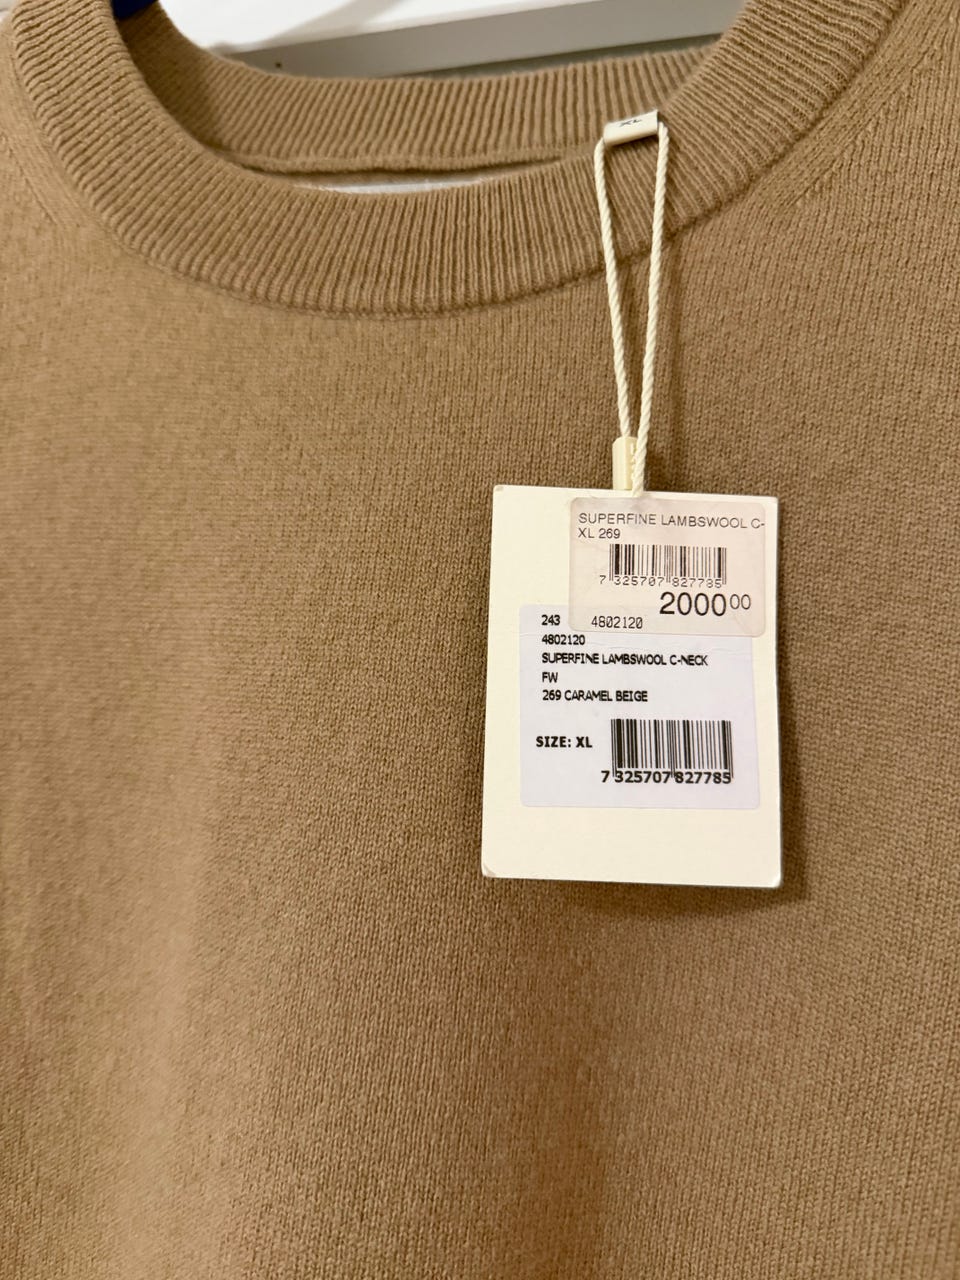 XL
SUPERFINE LAMBSWOOL C-
XL 269
7 325707 827785
2000 00
4802120
243
4802120
SUPERFINE LAMBSWOOL C-NECK
FW
269 CARAMEL BEIGE
SIZE: XL
7 325707 827785